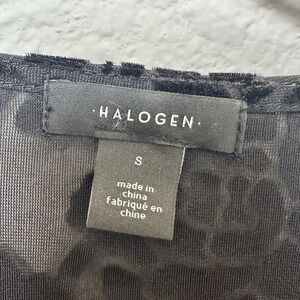 ·HALOGEN·
S
made in
china
fabriqué en
chine